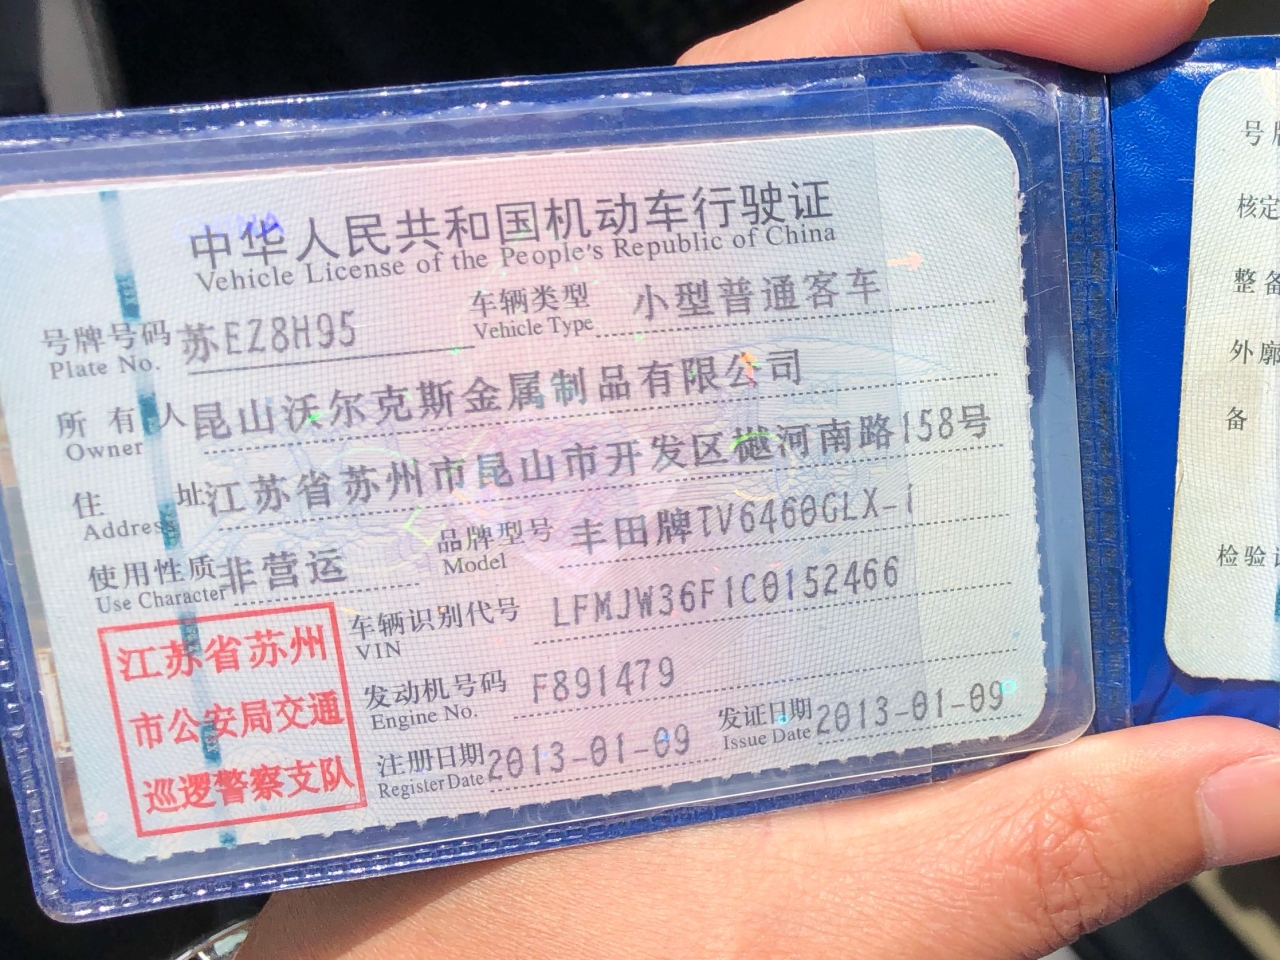 中华人民共和国机动车行驶证
Vehicle License of the People's Republic of China
号牌号码 苏EZ8H95 车辆类型 小型普通客车
Plate No. Vehicle Type
所有人 昆山沃尔克斯金属制品有限公司
Owner
住址 江苏省苏州市昆山市开发区樾河南路158号
Address
使用性质 非营运 品牌型号 丰田牌TV6460GLX-i
Use Character Model
江苏省苏州
市公安局交通
巡逻警察支队
车辆识别代号 LFMJW36F1C0152466
VIN
发动机号码 F891479
Engine No.
注册日期 2013-01-09 发证日期 2013-01-09
Register Date Issue Date
号牌
核定
整备
外廓
备
检验